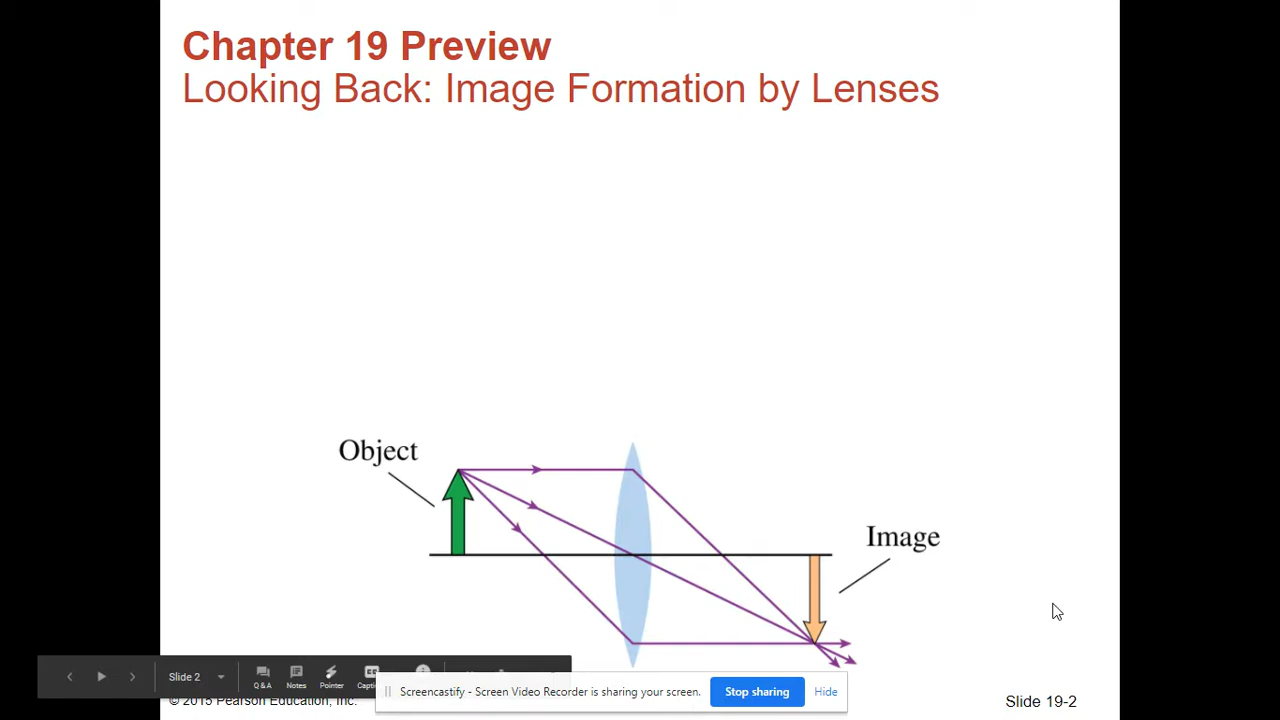 Chapter 19 Preview
Looking Back: Image Formation by Lenses
Object
Image
Slide 2
Q & A
Notes
Pointer
Screencastify - Screen Video Recorder is sharing your screen.
Stop sharing
Hide
© 2015 Pearson Education, Inc.
Slide 19-2